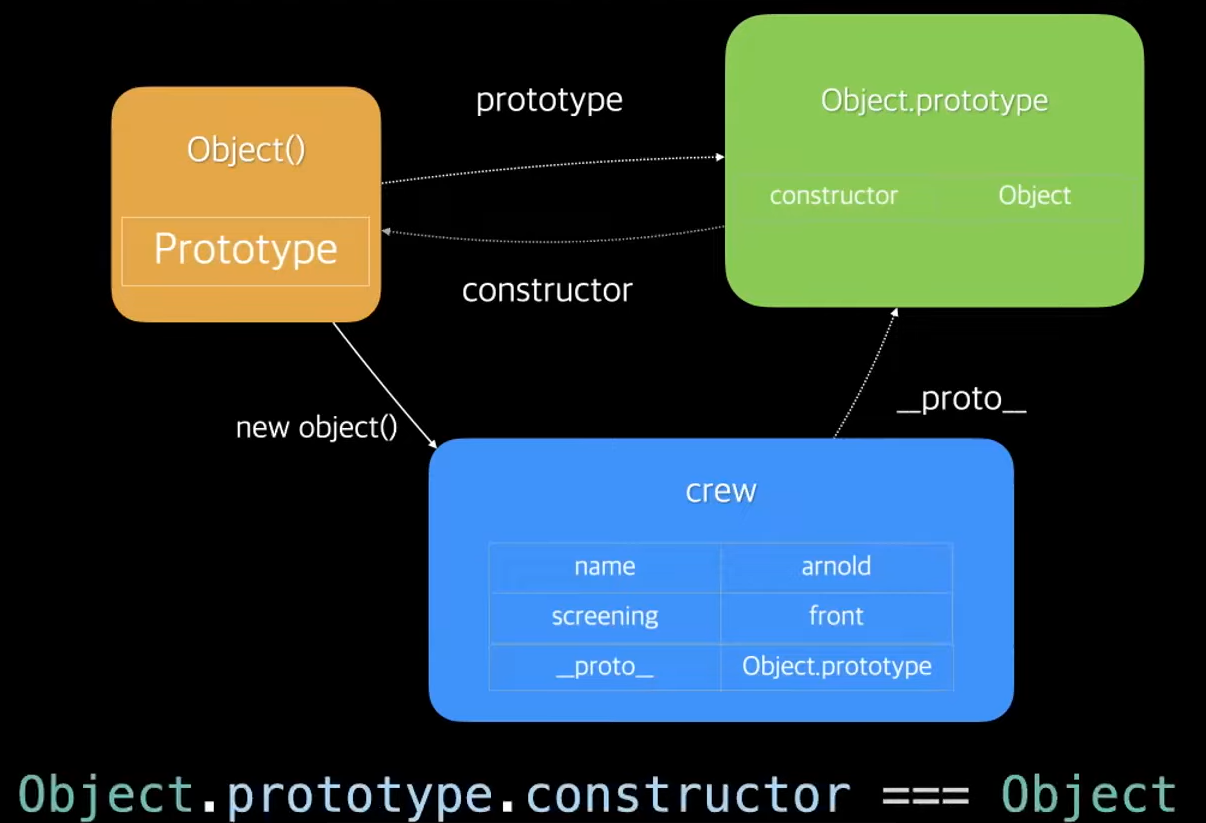 prototype
Object.prototype
Object()
constructor Object
Prototype
constructor
__proto__
new object()
crew
name arnold
screening front
__proto__ Object.prototype
Object.prototype.constructor === Object